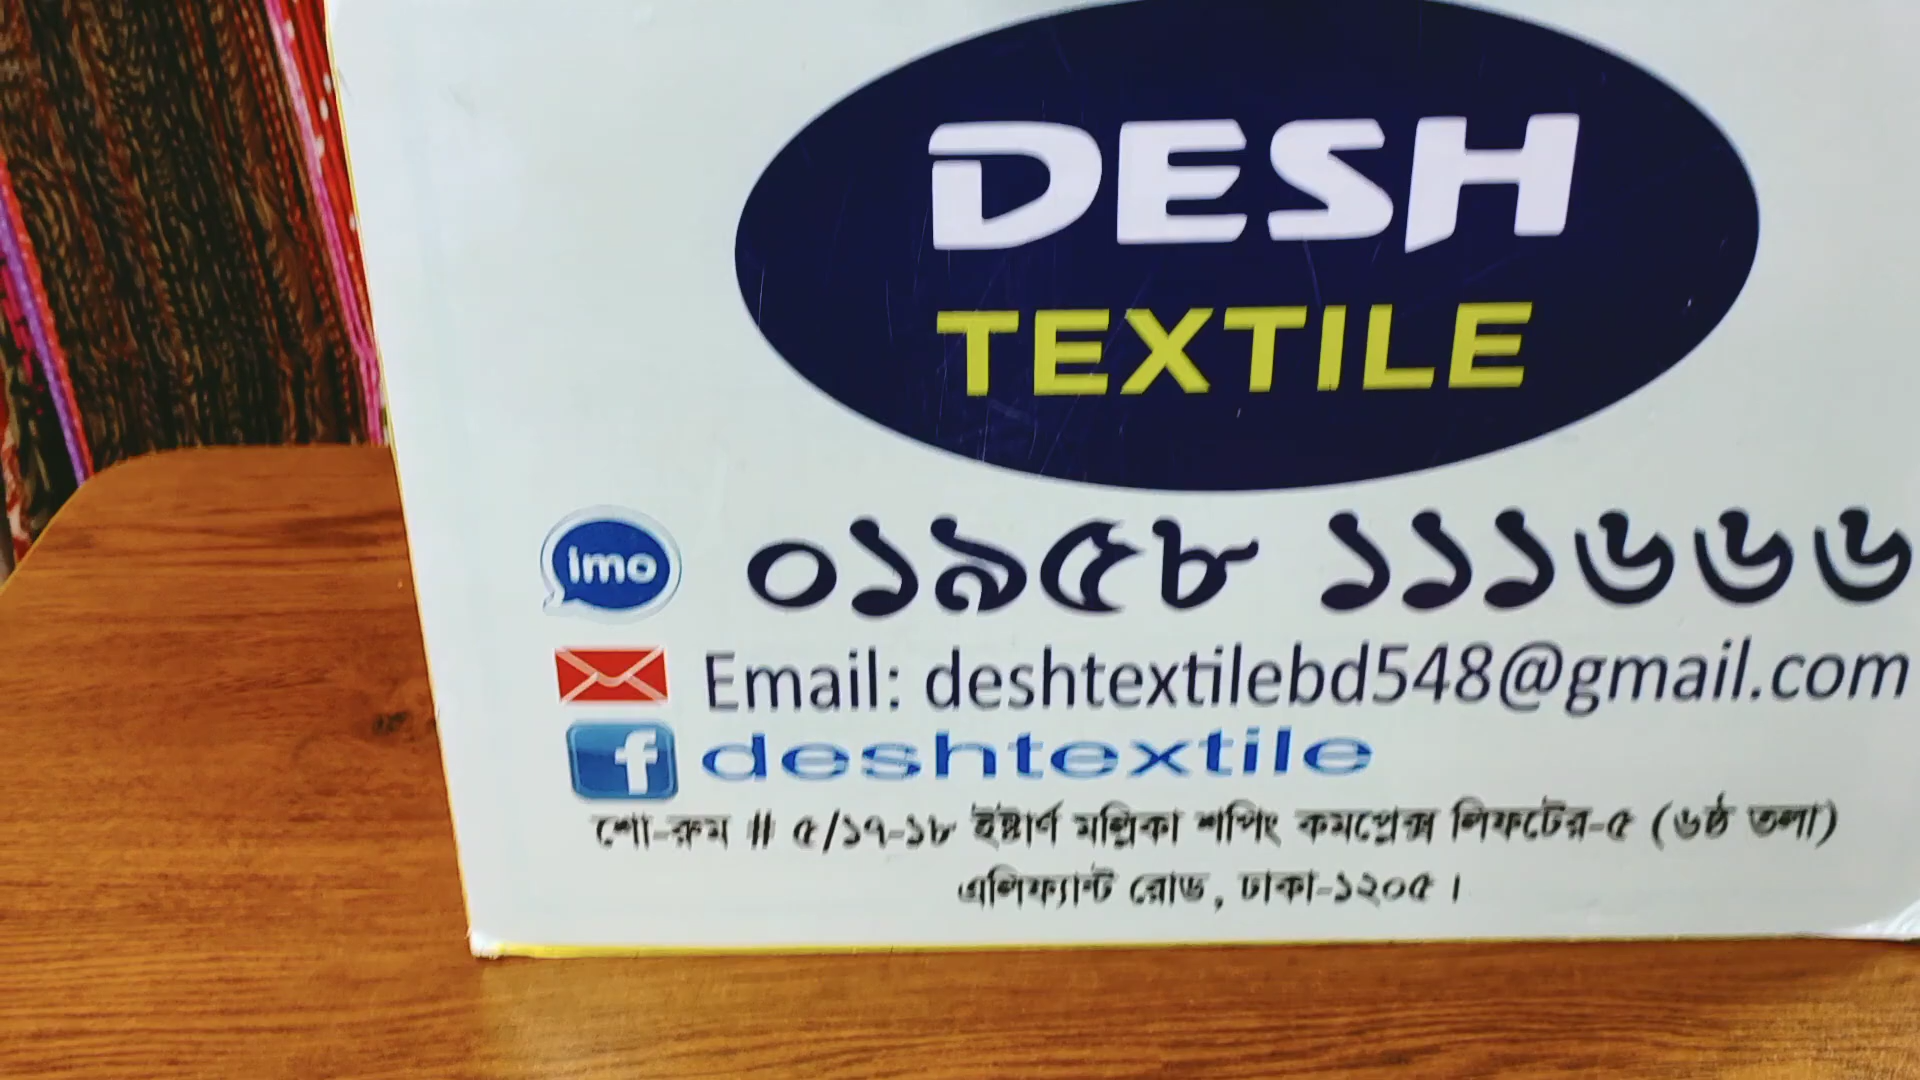 DESH
TEXTILE
imo ০১৯৫৮ ১১১৬৬৬
Email: deshtextilebd548@gmail.com
f deshtextile
শো-রুম # ৫/১৭-১৮ ইষ্টার্ণ মল্লিকা শপিং কমপ্লেক্স লিফটের-৫ (৬ষ্ঠ তলা)
এলিফ্যান্ট রোড, ঢাকা-১২০৫।